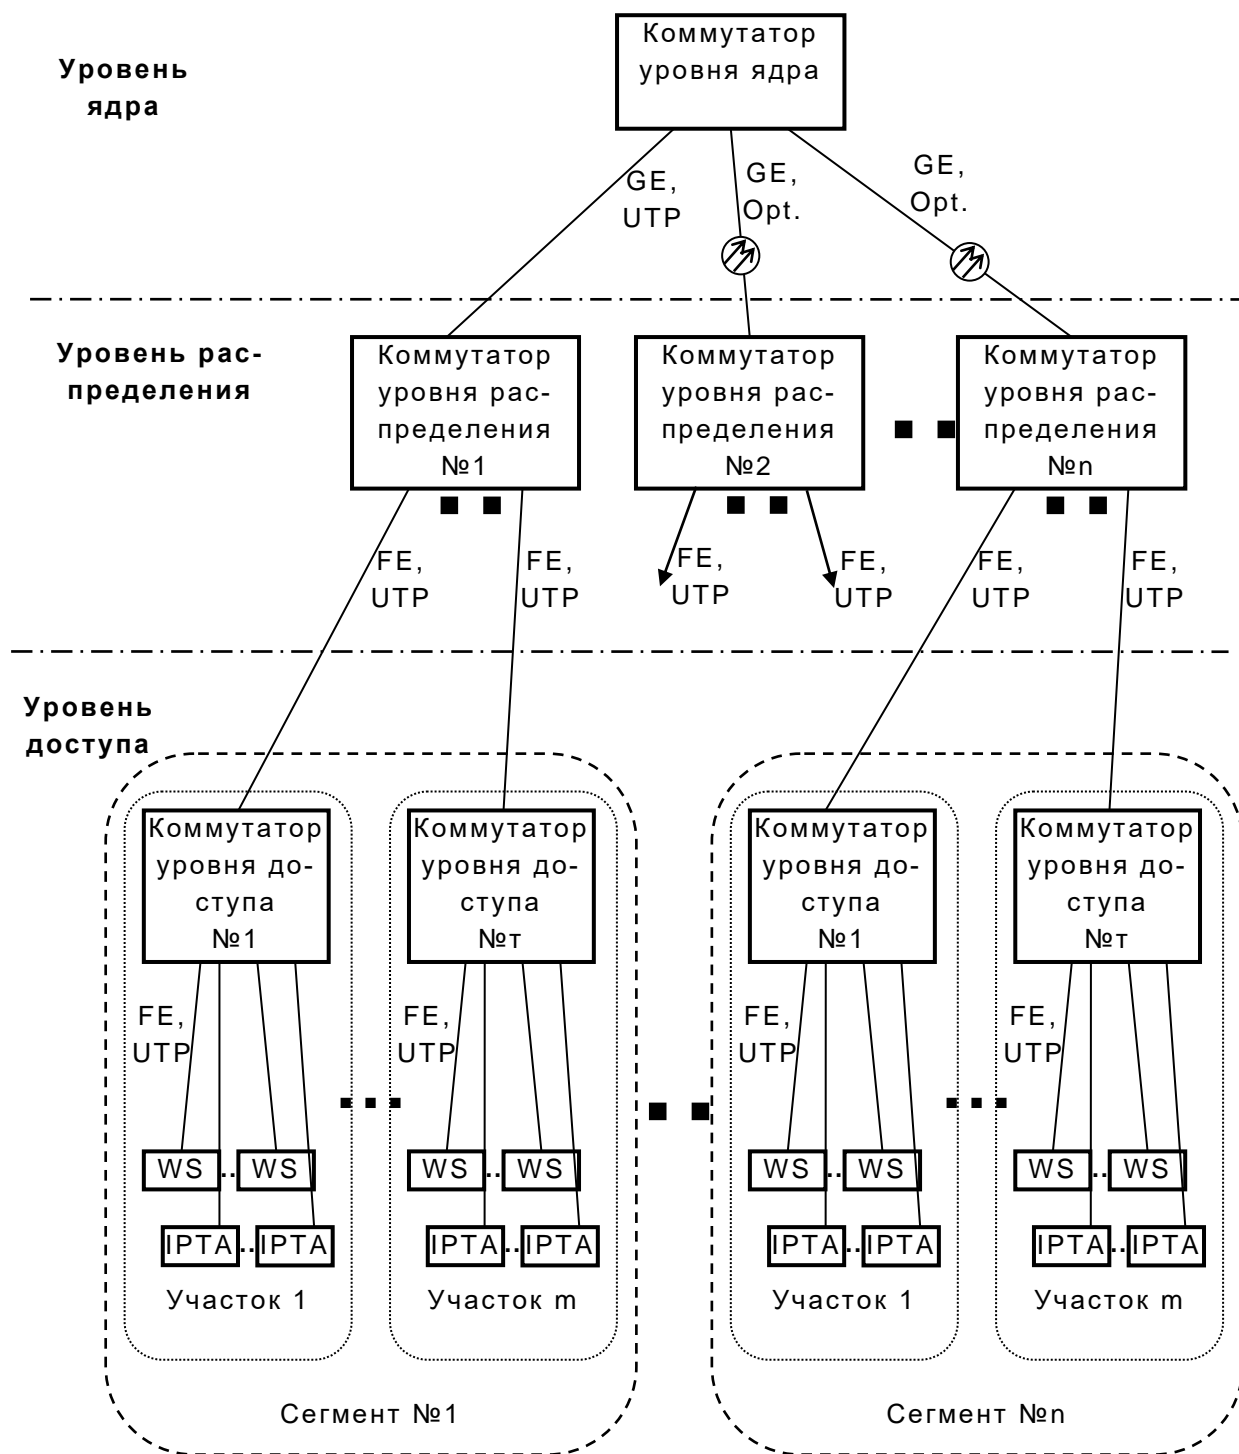 Коммутатор
уровня ядра
Уровень
ядра
GE,
UTP
GE,
Opt.
GE,
Opt.
Уровень рас-
пределения
Коммутатор
уровня рас-
пределения
№1
Коммутатор
уровня рас-
пределения
№2
Коммутатор
уровня рас-
пределения
№n
FE,
UTP
FE,
UTP
FE,
UTP
FE,
UTP
FE,
UTP
FE,
UTP
Уровень
доступа
Коммутатор
уровня до-
ступа
№1
Коммутатор
уровня до-
ступа
№т
Коммутатор
уровня до-
ступа
№1
Коммутатор
уровня до-
ступа
№т
FE,
UTP
FE,
UTP
FE,
UTP
FE,
UTP
WS..WS
WS..WS
WS..WS
WS..WS
IPTA..IPTA
IPTA..IPTA
IPTA..IPTA
IPTA..IPTA
Участок 1
Участок m
Участок 1
Участок m
Сегмент №1
Сегмент №n